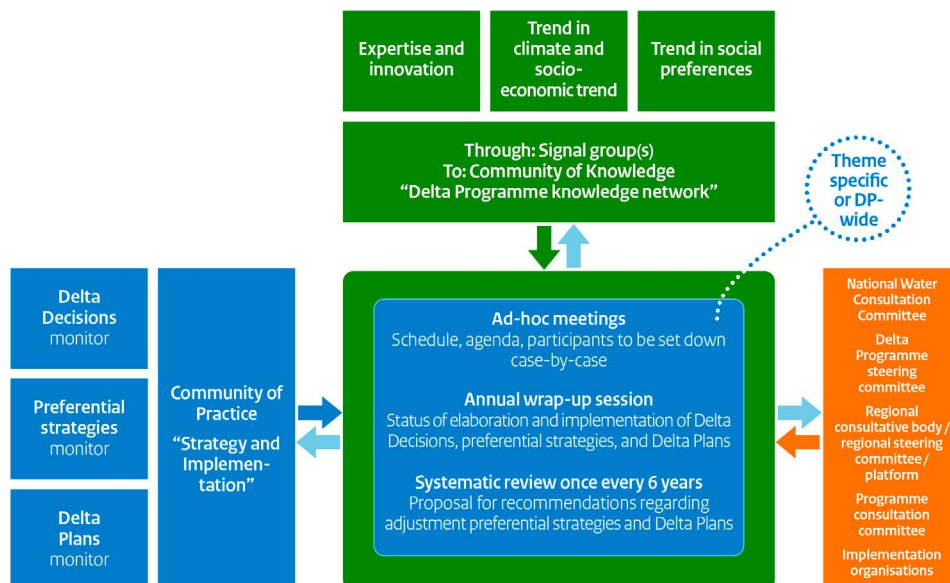 Expertise and
innovation
Trend in
climate and
socio-
economic trend
Trend in social
preferences
Through: Signal group(s)
To: Community of Knowledge
“Delta Programme knowledge network”
Theme
specific
or DP-
wide
Delta
Decisions
monitor
Preferential
strategies
monitor
Delta
Plans
monitor
Community of
Practice
“Strategy and
Implemen-
tation”
Ad-hoc meetings
Schedule, agenda, participants to be set down
case-by-case
Annual wrap-up session
Status of elaboration and implementation of Delta
Decisions, preferential strategies, and Delta Plans
Systematic review once every 6 years
Proposal for recommendations regarding
adjustment preferential strategies and Delta Plans
National Water
Consultation
Committee
Delta
Programme
steering
committee
Regional
consultative body /
regional steering
committee /
platform
Programme
consultation
committee
Implementation
organisations